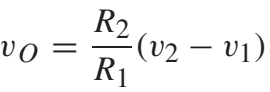 v_O = \frac{R_2}{R_1}(v_2 − v_1)